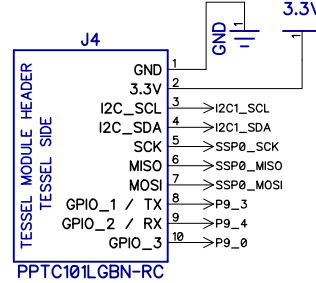 J4
TESSEL MODULE HEADER
TESSEL SIDE
GND 1
3.3V 2
I2C_SCL 3 I2C1_SCL
I2C_SDA 4 I2C1_SDA
SCK 5 SSP0_SCK
MISO 6 SSP0_MISO
MOSI 7 SSP0_MOSI
GPIO_1 / TX 8 P9_3
GPIO_2 / RX 9 P9_4
GPIO_3 10 P9_0
PPTC101LGBN-RC
GND 1
3.3V
1